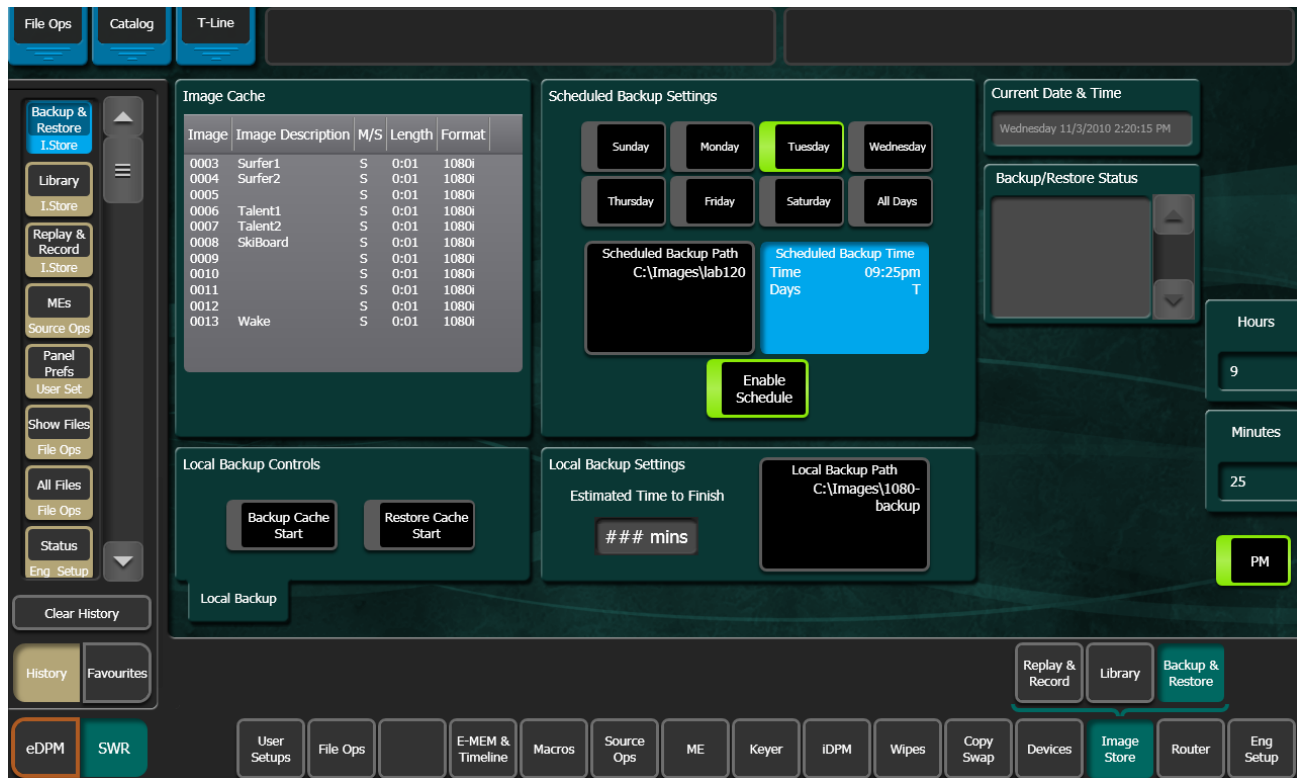 File Ops
Catalog
T-Line
Backup &
Restore
I.Store
Library
I.Store
Replay &
Record
I.Store
MEs
Source Ops
Panel
Prefs
User Set
Show Files
File Ops
All Files
File Ops
Status
Eng Setup
Clear History
History Favourites
eDPM SWR
Image Cache
Image Image Description M/S Length Format
0003 Surfer1 S 0:01 1080i
0004 Surfer2 S 0:01 1080i
0005 S 0:01 1080i
0006 Talent1 S 0:01 1080i
0007 Talent2 S 0:01 1080i
0008 SkiBoard S 0:01 1080i
0009 S 0:01 1080i
0010 S 0:01 1080i
0011 S 0:01 1080i
0012 S 0:01 1080i
0013 Wake S 0:01 1080i
Scheduled Backup Settings
Sunday Monday Tuesday Wednesday
Thursday Friday Saturday All Days
Scheduled Backup Path
C:\Images\lab120
Scheduled Backup Time
Time 09:25pm
Days T
Enable
Schedule
Current Date & Time
Wednesday 11/3/2010 2:20:15 PM
Backup/Restore Status
Hours
9
Minutes
25
PM
Local Backup Controls
Backup Cache
Start
Restore Cache
Start
Local Backup
Local Backup Settings
Estimated Time to Finish
### mins
Local Backup Path
C:\Images\1080-
backup
Replay &
Record
Library
Backup &
Restore
User
Setups
File Ops
E-MEM &
Timeline
Macros
Source
Ops
ME
Keyer
iDPM
Wipes
Copy
Swap
Devices
Image
Store
Router
Eng
Setup